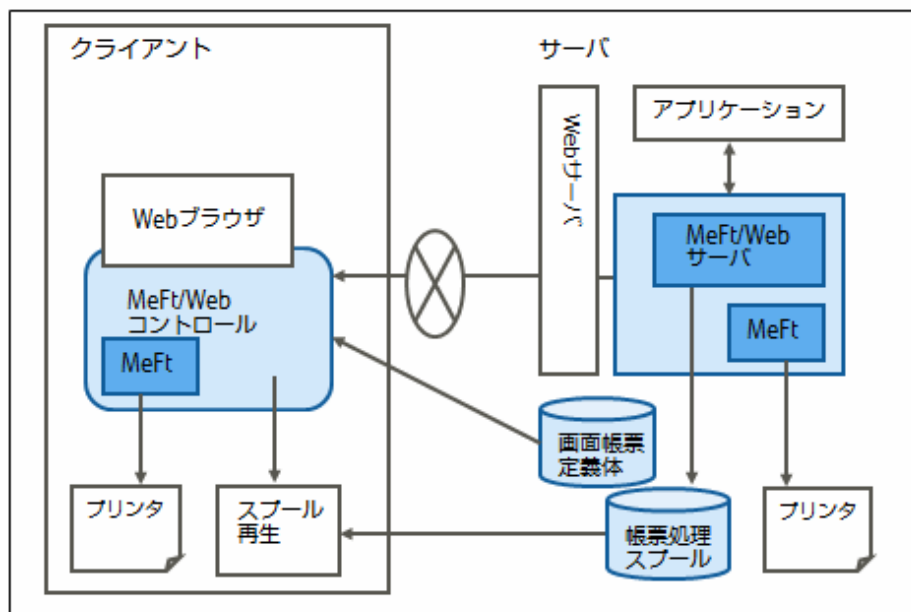 クライアント
サーバ
アプリケーション
Webサーバ
Webブラウザ
MeFt/Web
サーバ
MeFt/Web
コントロール
MeFt
MeFt
画面帳票
定義体
プリンタ
スプール
再生
帳票処理
スプール
プリンタ